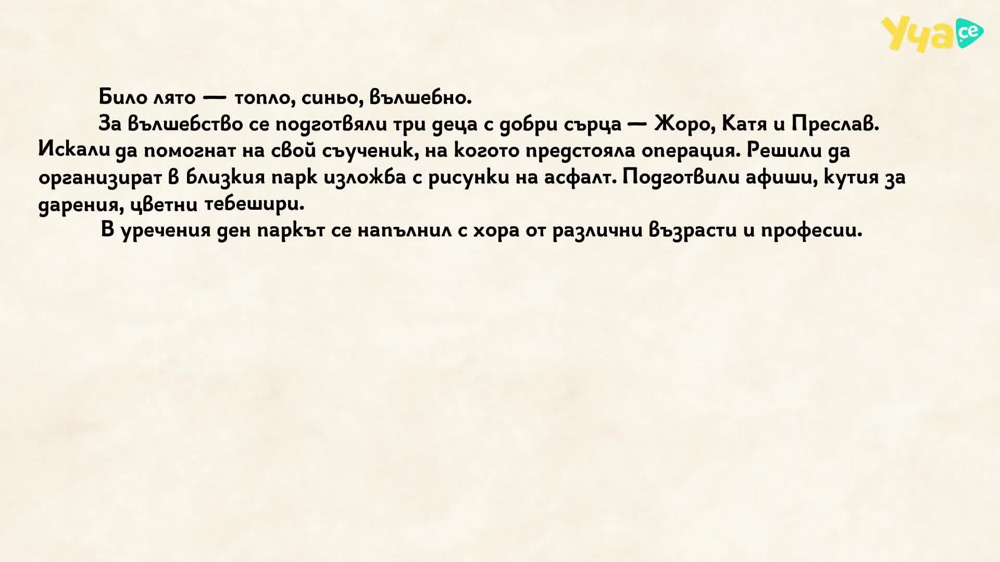 Уча.се
Било лято — топло, синьо, вълшебно.
За вълшебство се подготвяли три деца с добри сърца — Жоро, Катя и Преслав.
Искали да помогнат на свой съученик, на когото предстояла операция. Решили да
организират в близкия парк изложба с рисунки на асфалт. Подготвили афиши, кутия за
дарения, цветни тебешири.
В уречения ден паркът се напълнил с хора от различни възрасти и професии.